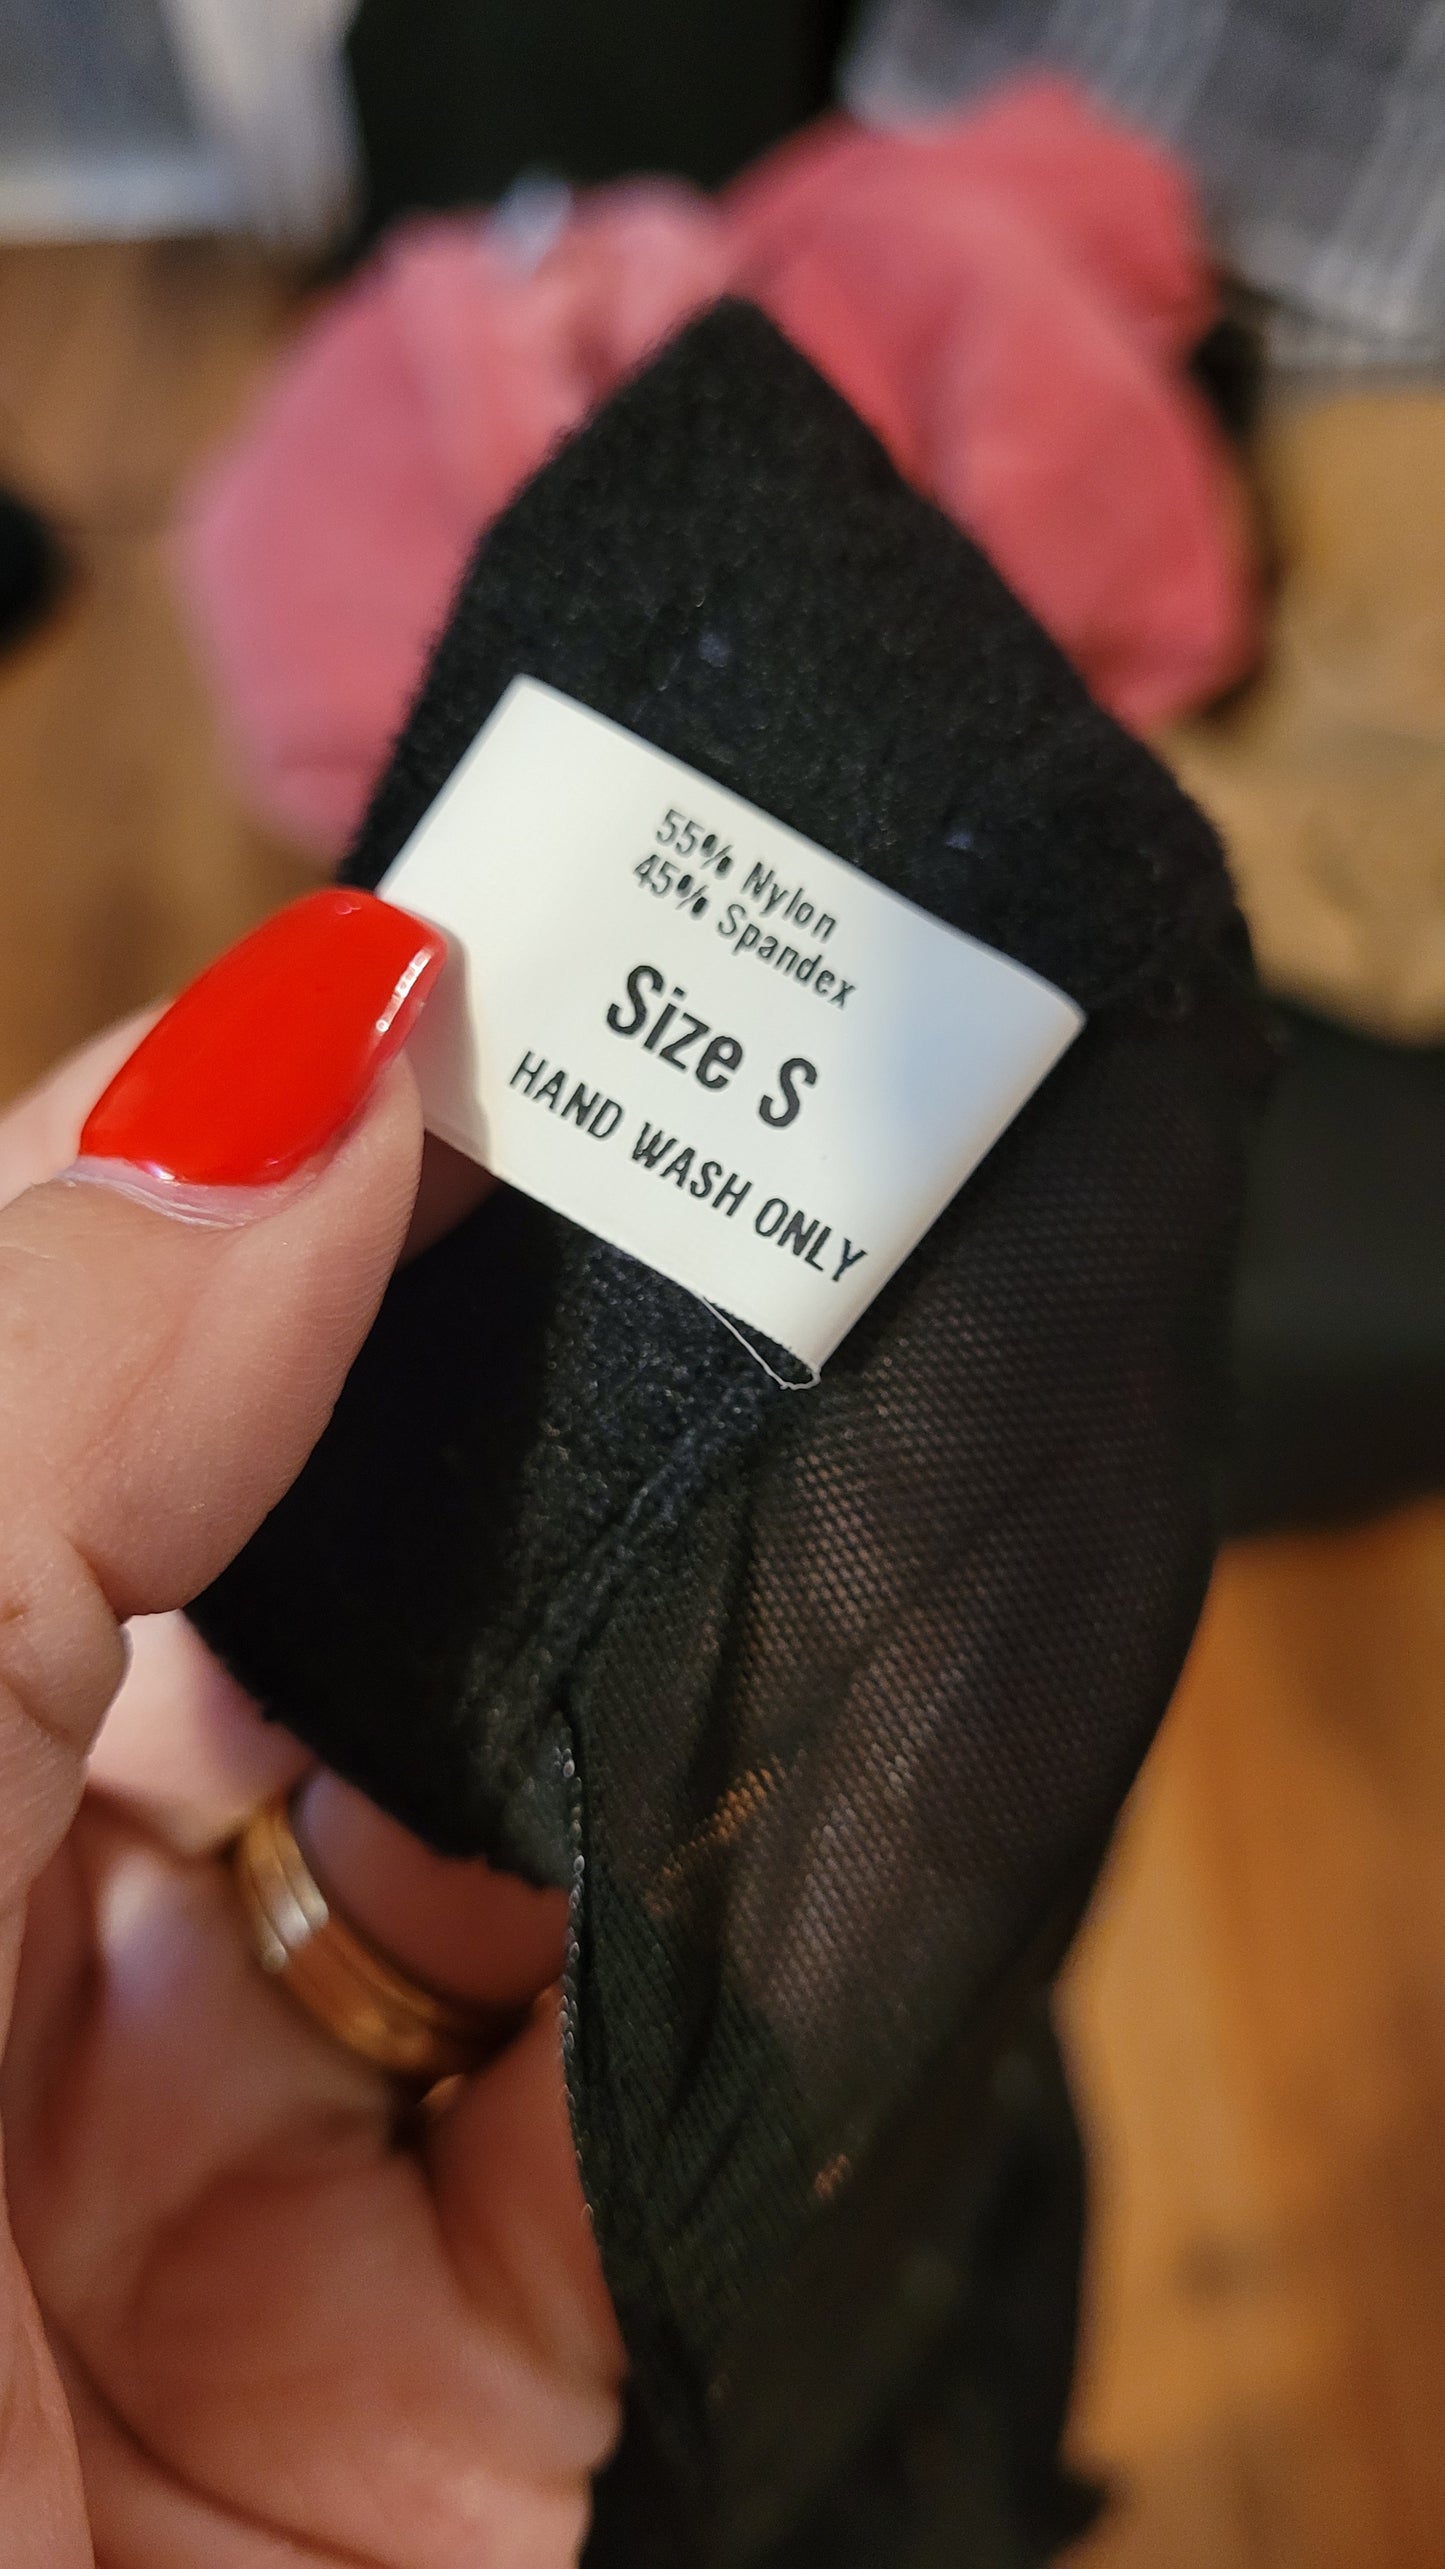 55% Nylon
45% Spandex
Size S
HAND WASH ONLY